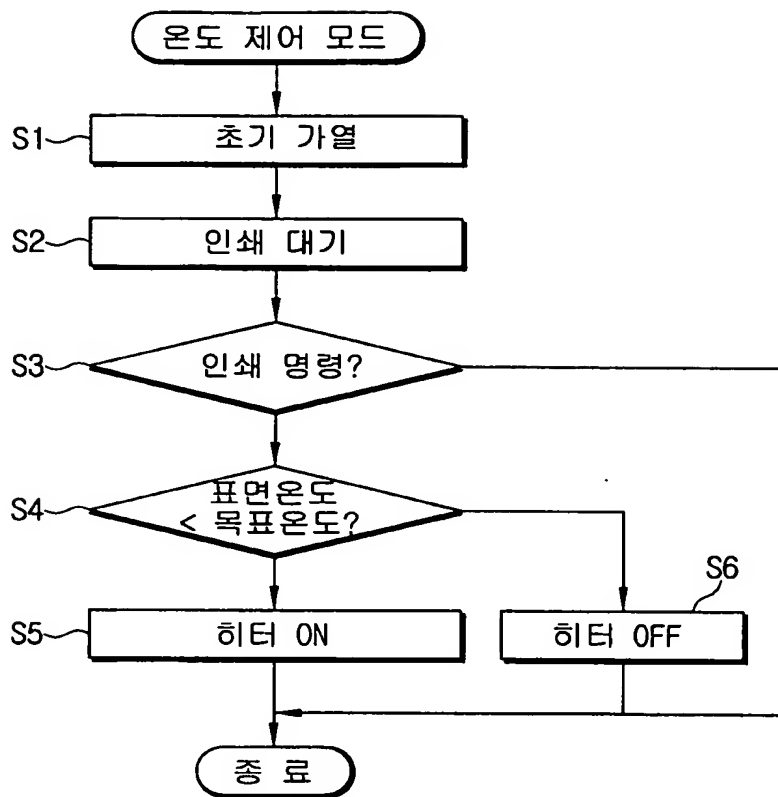 온도 제어 모드
S1
초기 가열
S2
인쇄 대기
S3
인쇄 명령?
S4
표면온도
< 목표온도?
S5
히터 ON
S6
히터 OFF
종 료